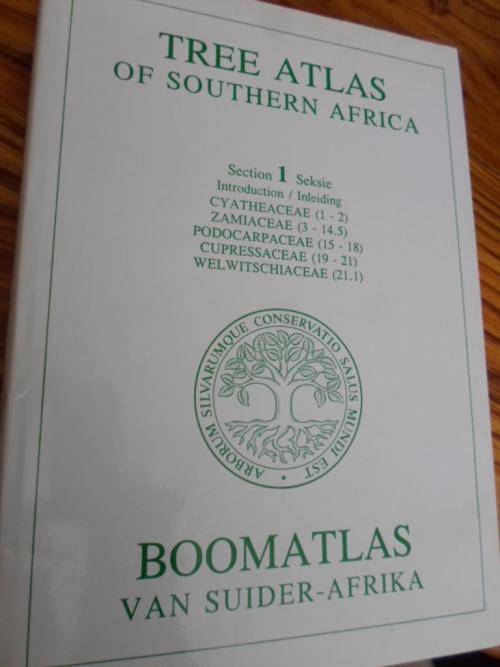 TREE ATLAS
OF SOUTHERN AFRICA
Section 1 Seksie
Introduction / Inleiding
CYATHEACEAE (1 - 2)
ZAMIACEAE (3 - 14.5)
PODOCARPACEAE (15 - 18)
CUPRESSACEAE (19 - 21)
WELWITSCHIACEAE (21.1)
ARBORUM SILVARUMQUE CONSERVATIO SALUS MUNDI EST •
BOOMATLAS
VAN SUIDER-AFRIKA